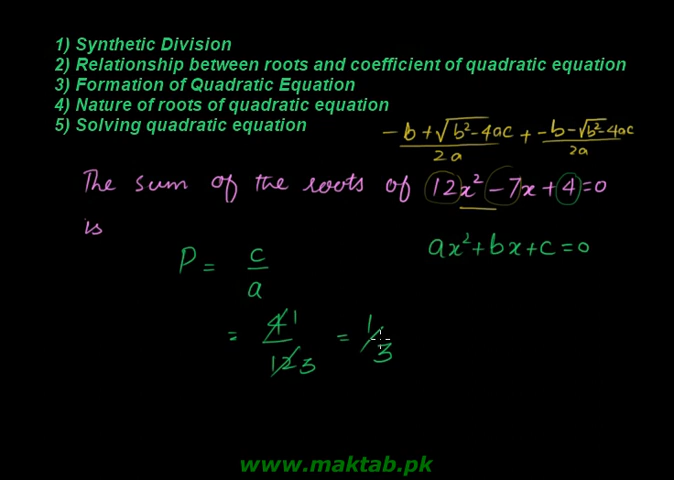 1) Synthetic Division
2) Relationship between roots and coefficient of quadratic equation
3) Formation of Quadratic Equation
4) Nature of roots of quadratic equation
5) Solving quadratic equation
-b+√b²-4ac/2a + -b-√b²-4ac/2a
The sum of the roots of 12x² - 7x + 4 = 0
is
ax² + bx + c = 0
P = c/a
= 4 1/12 3 = 1/3
www.maktab.pk